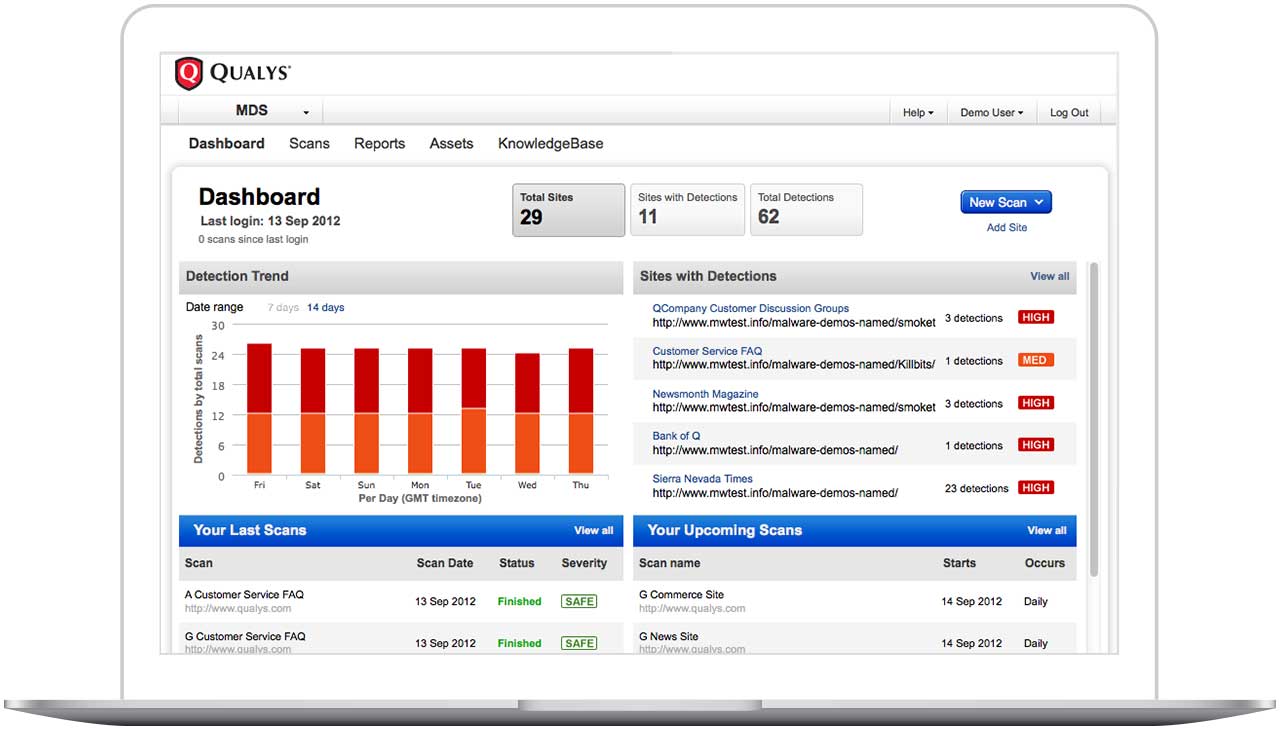 QUALYS®
MDS
Help
Demo User
Log Out
Dashboard Scans Reports Assets KnowledgeBase
Dashboard
Last login: 13 Sep 2012
0 scans since last login
Total Sites
29
Sites with Detections
11
Total Detections
62
New Scan
Add Site
Detection Trend
Date range 7 days 14 days
Detections by total scans
30
24
18
12
6
0
Fri Sat Sun Mon Tue Wed Thu
Per Day (GMT timezone)
Sites with Detections View all
QCompany Customer Discussion Groups
http://www.mwtest.info/malware-demos-named/smoket 3 detections HIGH
Customer Service FAQ
http://www.mwtest.info/malware-demos-named/Killbits/ 1 detections MED
Newsmonth Magazine
http://www.mwtest.info/malware-demos-named/smoket 3 detections HIGH
Bank of Q
http://www.mwtest.info/malware-demos-named/ 1 detections HIGH
Sierra Nevada Times
http://www.mwtest.info/malware-demos-named/ 23 detections HIGH
Your Last Scans View all
Scan Scan Date Status Severity
A Customer Service FAQ
http://www.qualys.com
13 Sep 2012 Finished SAFE
G Customer Service FAQ
http://www.qualys.com
13 Sep 2012 Finished SAFE
Your Upcoming Scans View all
Scan name Starts Occurs
G Commerce Site
http://www.qualys.com
14 Sep 2012 Daily
G News Site
http://www.qualys.com
14 Sep 2012 Daily